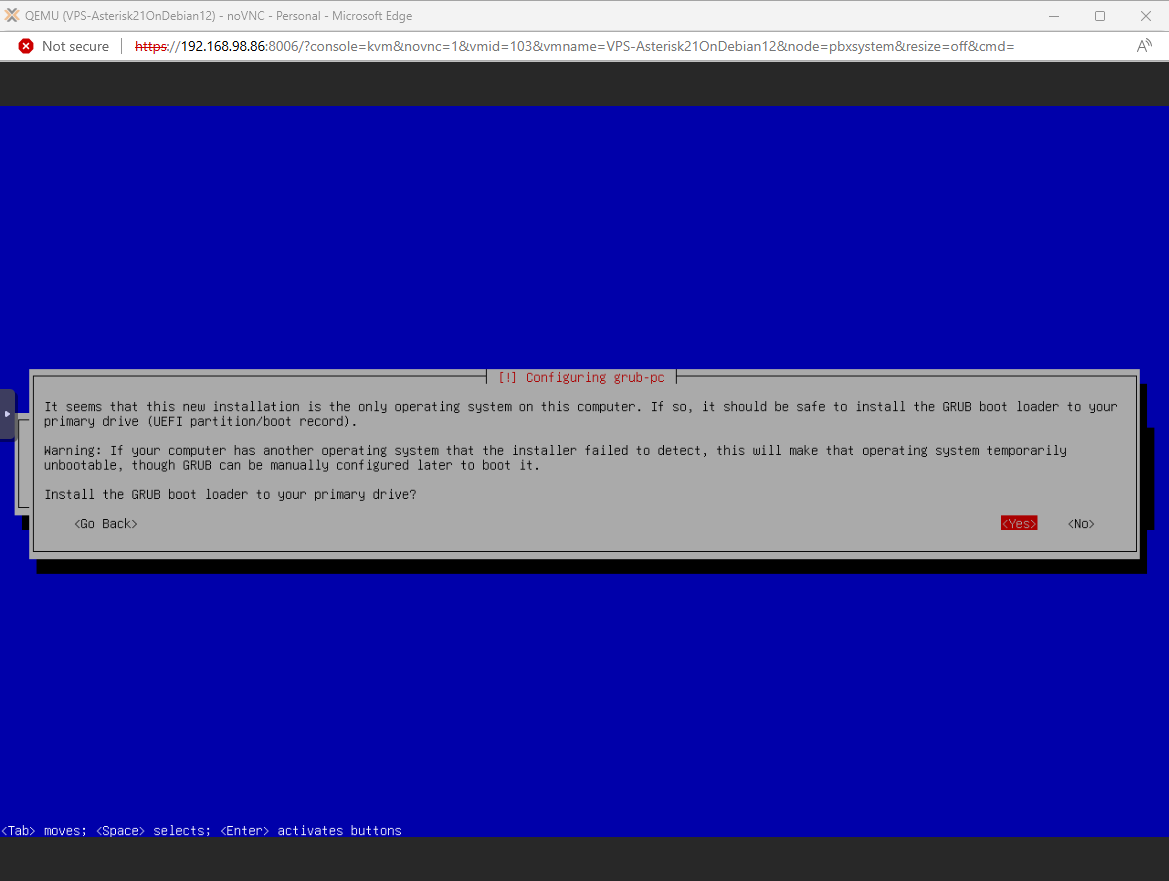 QEMU (VPS-Asterisk21OnDebian12) - noVNC - Personal - Microsoft Edge
Not secure https://192.168.98.86:8006/?console=kvm&novnc=1&vmid=103&vmname=VPS-Asterisk21OnDebian12&node=pbxsystem&resize=off&cmd=
[!] Configuring grub-pc
It seems that this new installation is the only operating system on this computer. If so, it should be safe to install the GRUB boot loader to your
primary drive (UEFI partition/boot record).
Warning: If your computer has another operating system that the installer failed to detect, this will make that operating system temporarily
unbootable, though GRUB can be manually configured later to boot it.
Install the GRUB boot loader to your primary drive?
<Go Back> <Yes> <No>
<Tab> moves; <Space> selects; <Enter> activates buttons